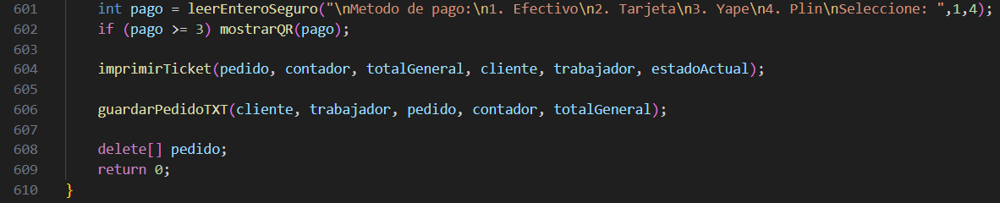 601 int pago = leerEnteroSeguro("\nMetodo de pago:\n1. Efectivo\n2. Tarjeta\n3. Yape\n4. Plin\nSeleccione: ",1,4);
602 if (pago >= 3) mostrarQR(pago);
603
604 imprimirTicket(pedido, contador, totalGeneral, cliente, trabajador, estadoActual);
605
606 guardarPedidoTXT(cliente, trabajador, pedido, contador, totalGeneral);
607
608 delete[] pedido;
609 return 0;
610 }